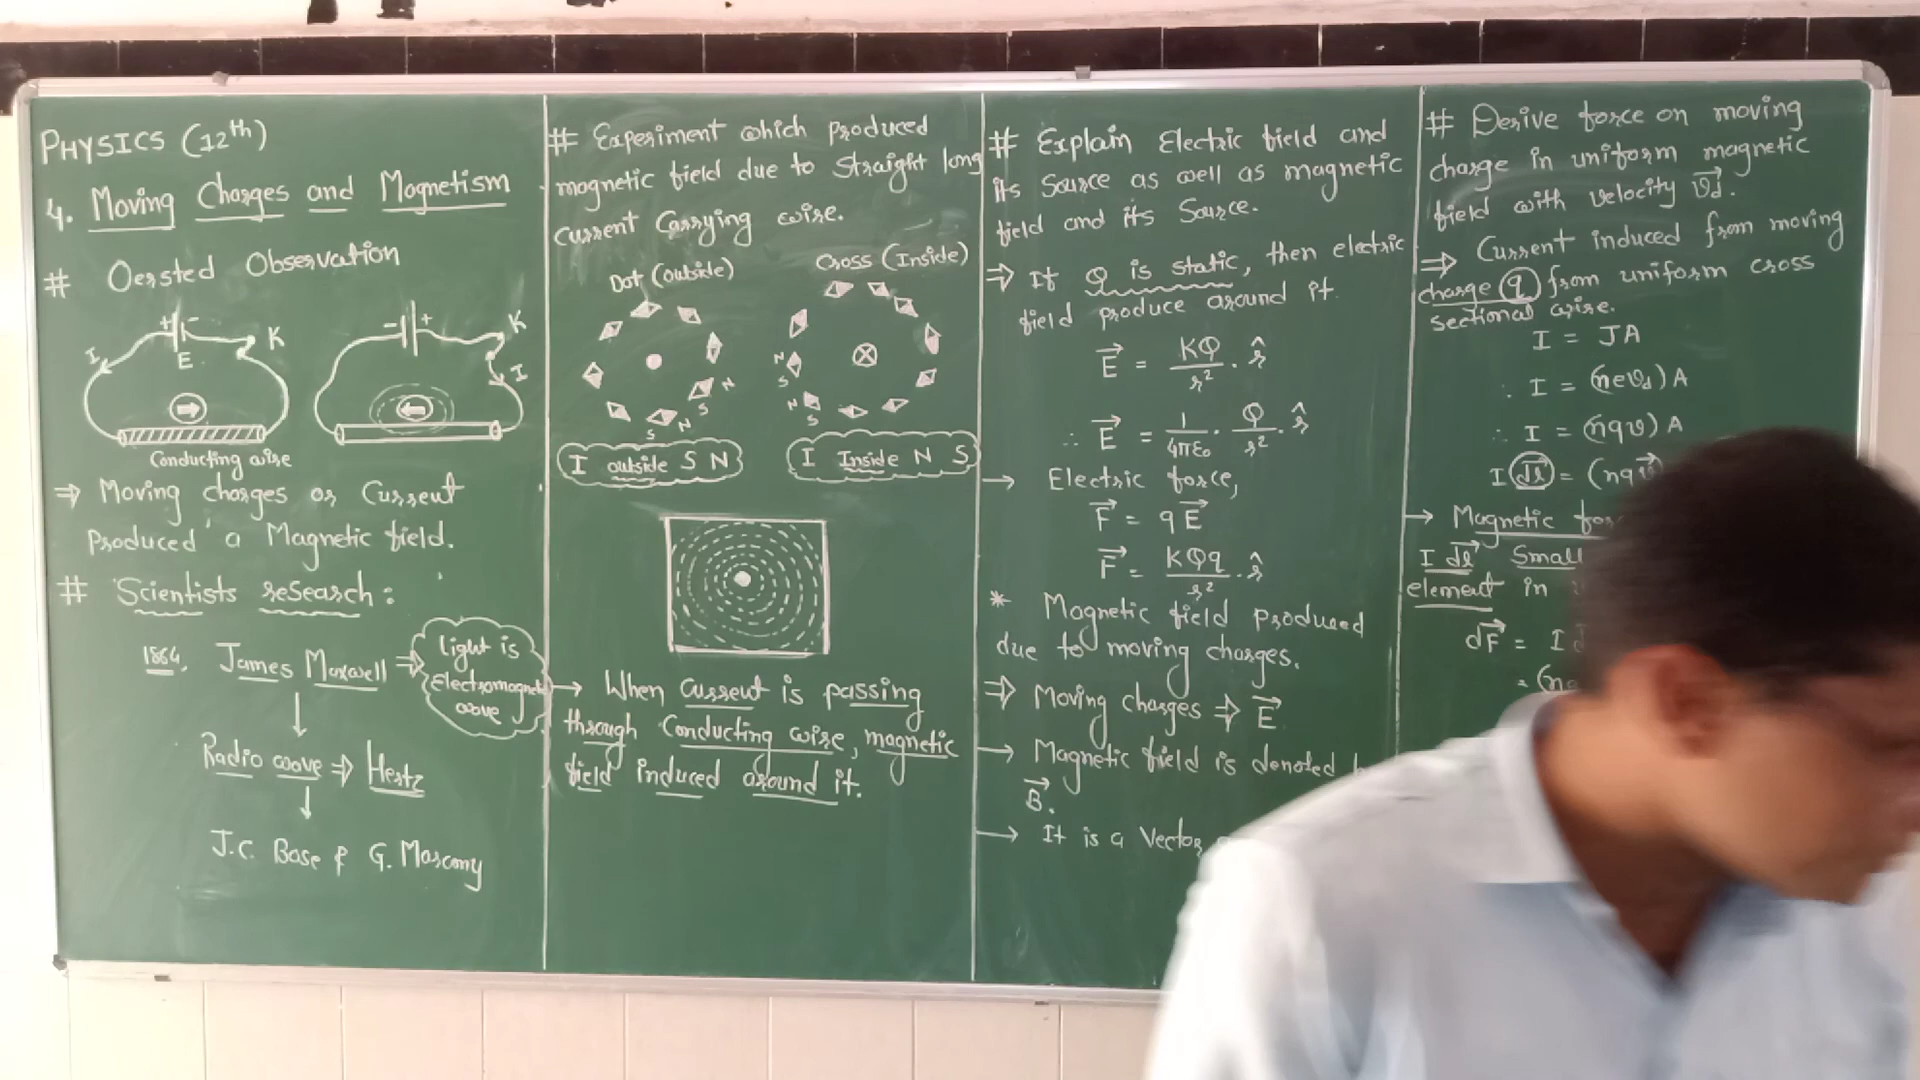 PHYSICS (12th)
4. Moving Charges and Magnetism
# Oersted Observation
+ -
K
I
E
- +
K
I
Conducting wire
⇒ Moving charges or Current
Produced a Magnetic field.
# Scientists research:
1864. James Maxwell ⇒
Light is
Electromagnetic
wave
↓
Radio wave ⇒ Hertz
↓
J.C. Bose & G. Marcony
# Experiment which produced
magnetic field due to Straight long
current Carrying wire.
Dot (outside)
Cross (Inside)
N
S
S N
N
S
N
S
I outside S N
I Inside N S
→ When current is passing
through Conducting wire, magnetic
field induced around it.
# Explain Electric field and
its Source as well as magnetic
field and its Source.
⇒ If Q is static, then electric
field produce around it.
E⃗ = KQ/r² . r̂
∴ E⃗ = 1/4πε₀ . Q/r² . r̂
→ Electric force,
F⃗ = qE⃗
F⃗ = KQq/r² . r̂
* Magnetic field produced
due to moving charges.
⇒ Moving charges ⇒ E⃗
→ Magnetic field is denoted
B⃗.
→ It is a Vector
# Derive force on moving
charge in uniform magnetic
field with velocity v⃗d.
⇒ Current induced from moving
charge (q) from uniform cross
sectional wire.
I = JA
∴ I = (nevd) A
∴ I = (nqv) A
I dl⃗ = (nqv⃗
→ Magnetic
I dl⃗ Small
element in
dF⃗ = I
= (n